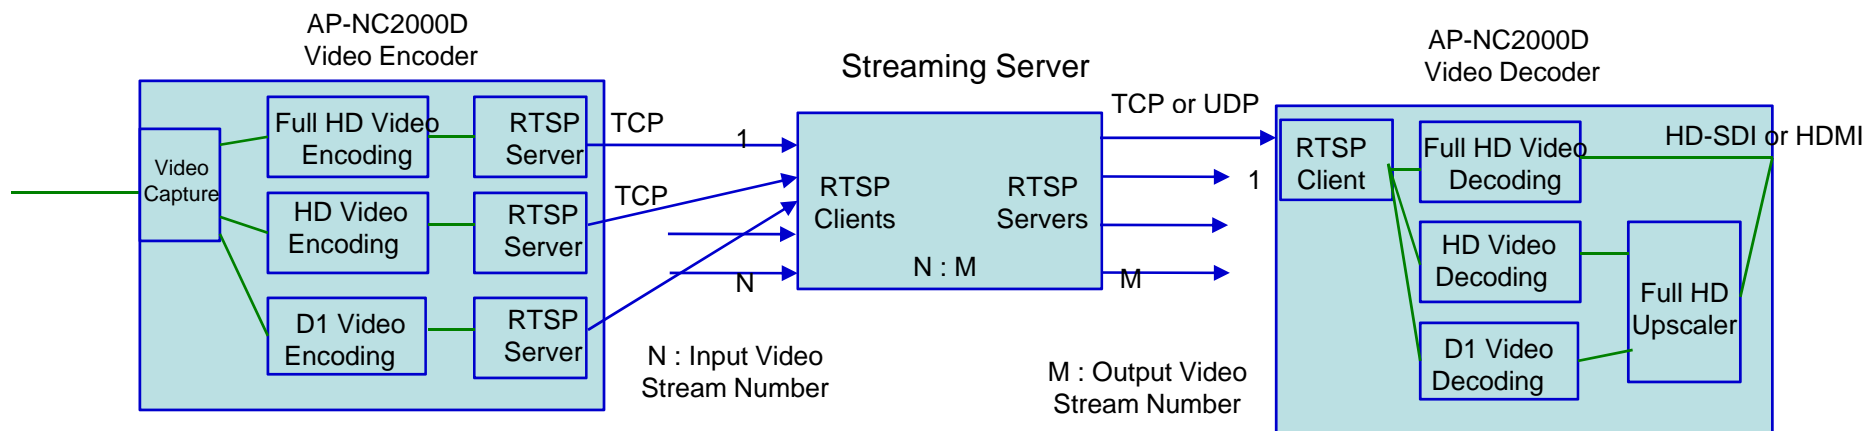 AP-NC2000D
Video Encoder
Video
Capture
Full HD Video
Encoding
RTSP
Server
HD Video
Encoding
RTSP
Server
D1 Video
Encoding
RTSP
Server
TCP
1
TCP
N
N : Input Video
Stream Number
Streaming Server
RTSP
Clients
RTSP
Servers
N : M
TCP or UDP
1
M
M : Output Video
Stream Number
AP-NC2000D
Video Decoder
RTSP
Client
Full HD Video
Decoding
HD Video
Decoding
D1 Video
Decoding
Full HD
Upscaler
HD-SDI or HDMI